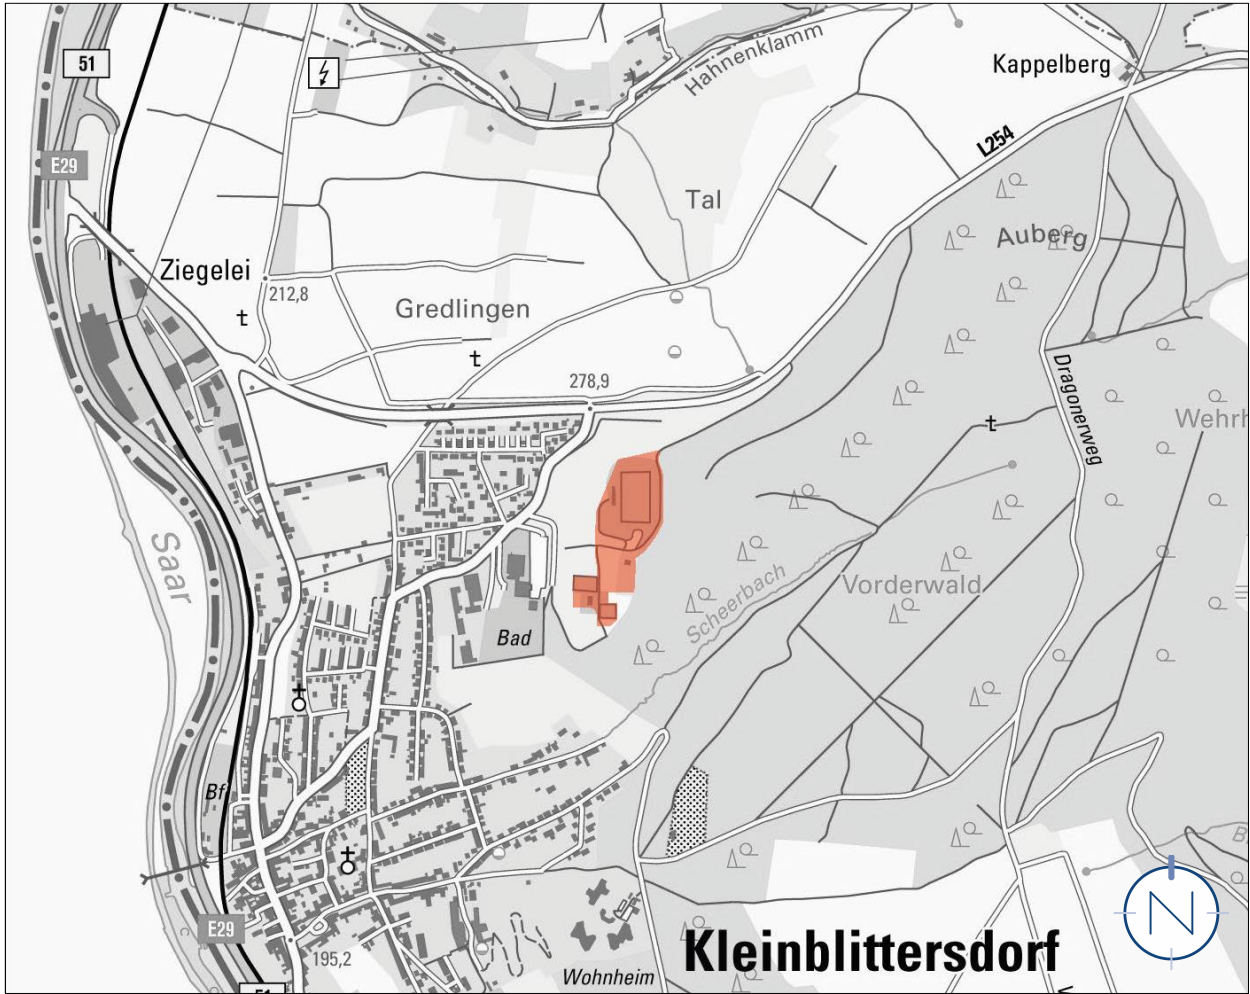 51
Hahnenklamm
Kappelberg
L254
E29
Tal
Auberg
Ziegelei
212,8
Gredlingen
278,9
Dragonerweg
Wehrh
Saar
Scheerbach
Vorderwald
Bad
Bf
E29
195,2
Kleinblittersdorf
Wohnheim
N
51